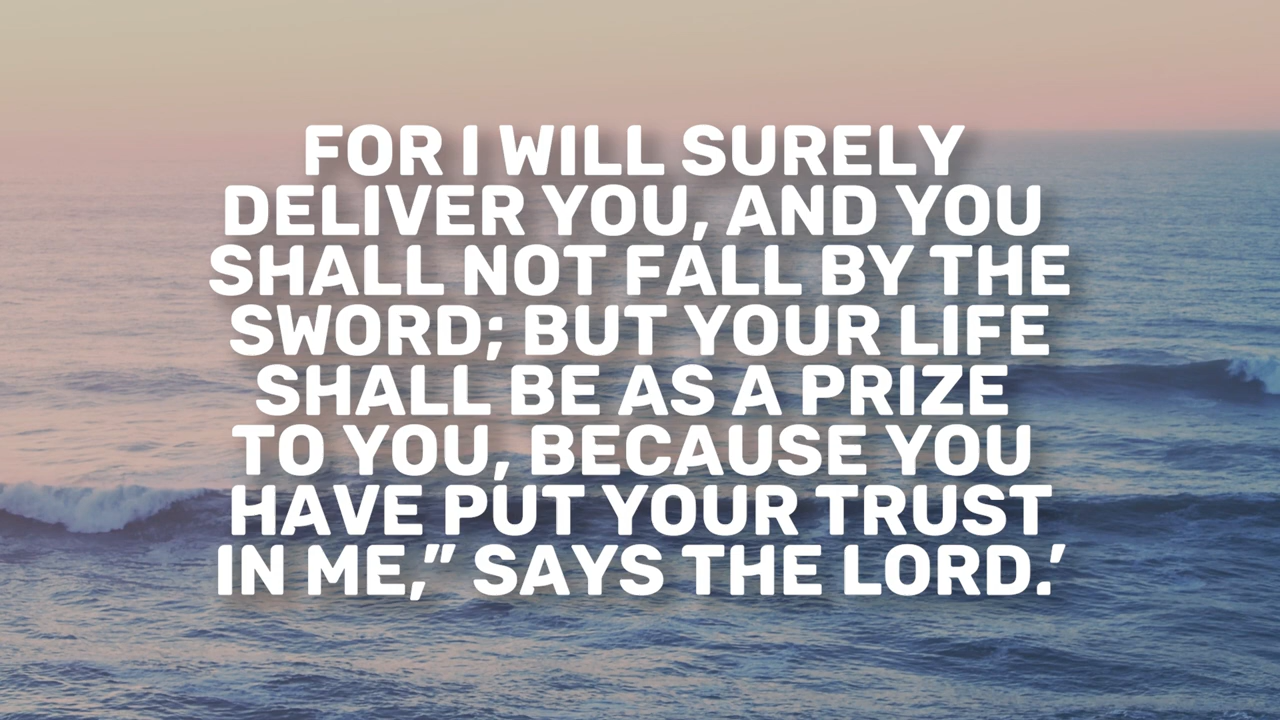 FOR I WILL SURELY
DELIVER YOU, AND YOU
SHALL NOT FALL BY THE
SWORD; BUT YOUR LIFE
SHALL BE AS A PRIZE
TO YOU, BECAUSE YOU
HAVE PUT YOUR TRUST
IN ME,” SAYS THE LORD.’